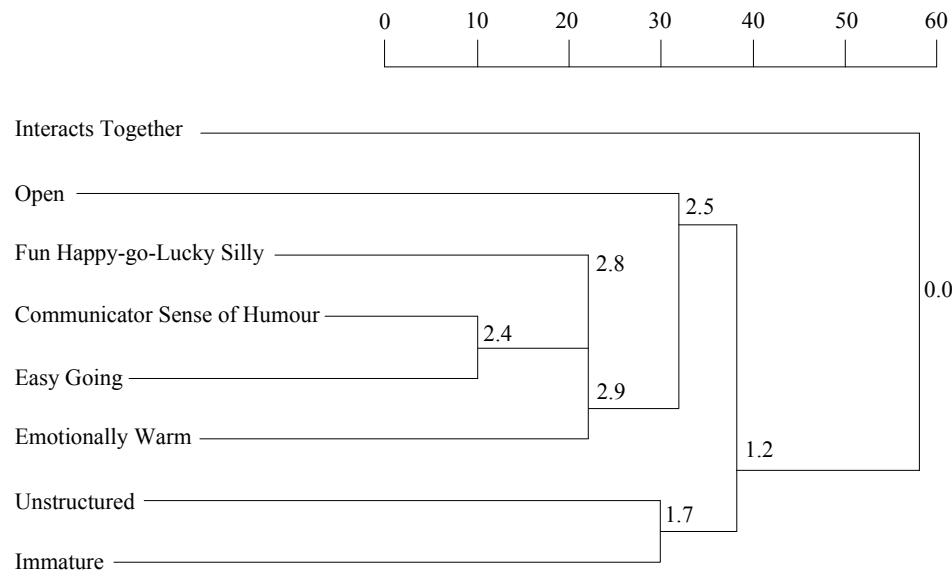 0 10 20 30 40 50 60
Interacts Together
Open
2.5
Fun Happy-go-Lucky Silly
2.8
0.0
Communicator Sense of Humour
2.4
Easy Going
2.9
Emotionally Warm
1.2
Unstructured
1.7
Immature